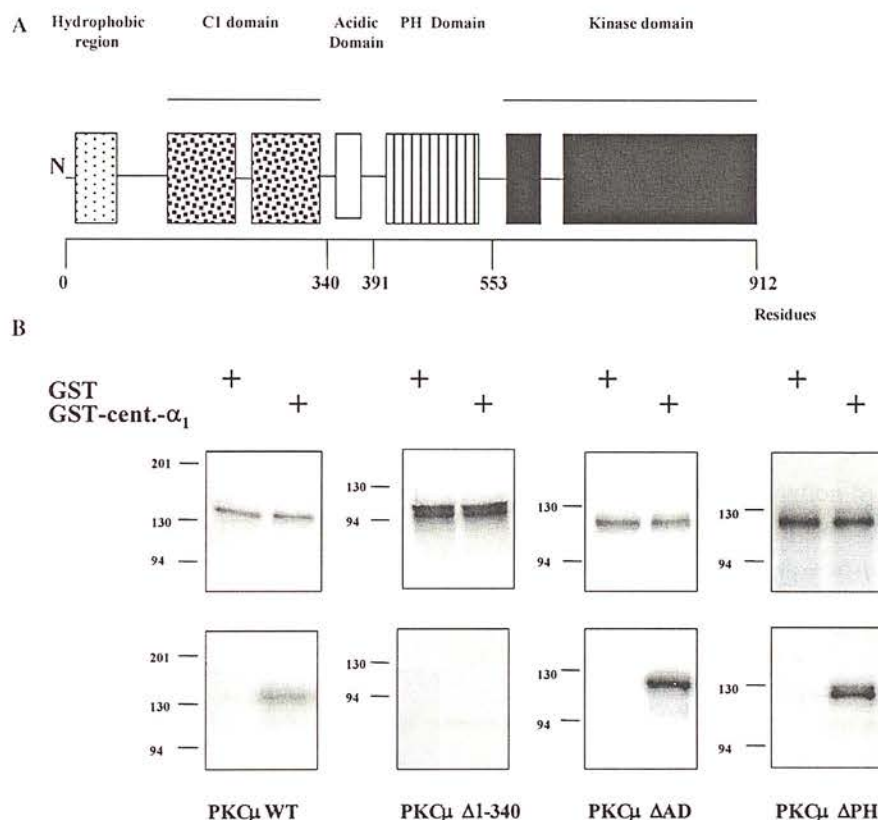 A
Hydrophobic region
C1 domain
Acidic Domain
PH Domain
Kinase domain
N
0 340 391 553 912
Residues
B
GST + + + +
GST-cent.-α1 + + + +
201 130 94
130 94
130 94
130 94
201 130 94
130 94
130 94
130 94
PKCμ WT PKCμ Δ1-340 PKCμ ΔAD PKCμ ΔPH